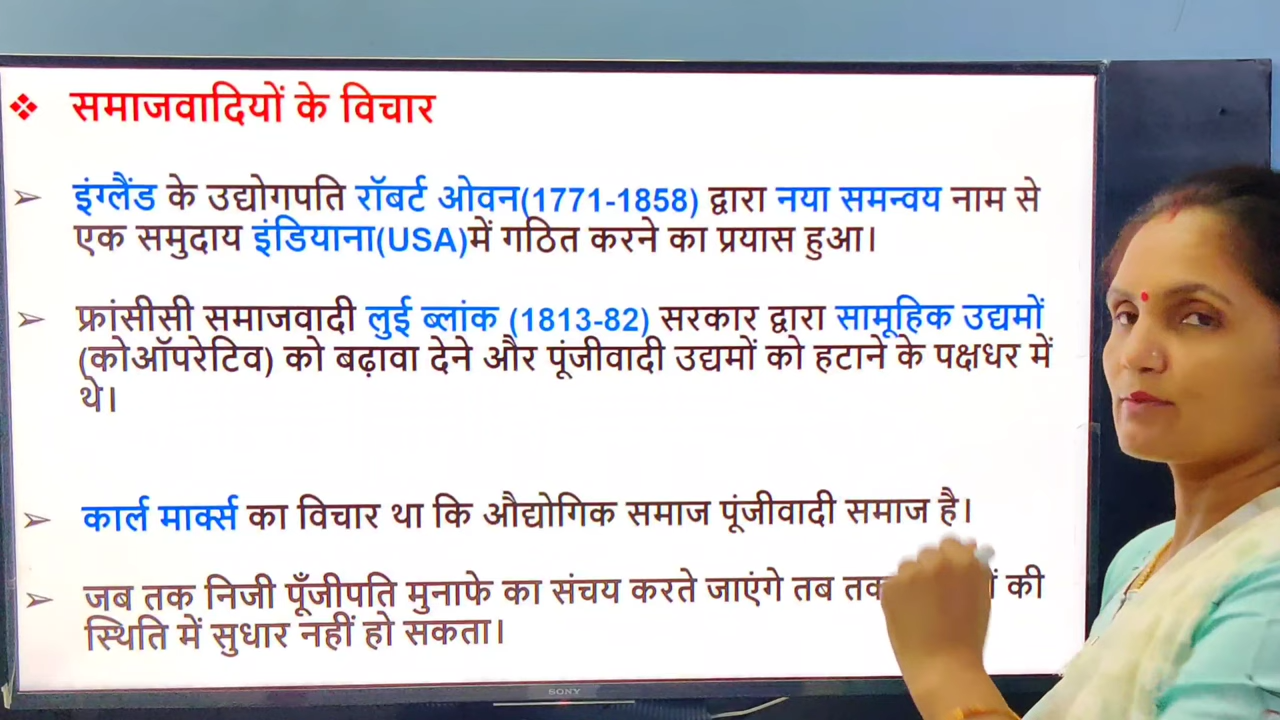 समाजवादियों के विचार
इंग्लैंड के उद्योगपति रॉबर्ट ओवन(1771-1858) द्वारा नया समन्वय नाम से
एक समुदाय इंडियाना(USA)में गठित करने का प्रयास हुआ।
फ्रांसीसी समाजवादी लुई ब्लांक (1813-82) सरकार द्वारा सामूहिक उद्यमों
(कोऑपरेटिव) को बढ़ावा देने और पूंजीवादी उद्यमों को हटाने के पक्षधर में
थे।
कार्ल मार्क्स का विचार था कि औद्योगिक समाज पूंजीवादी समाज है।
जब तक निजी पूँजीपति मुनाफे का संचय करते जाएंगे तब तक की
स्थिति में सुधार नहीं हो सकता।
SONY